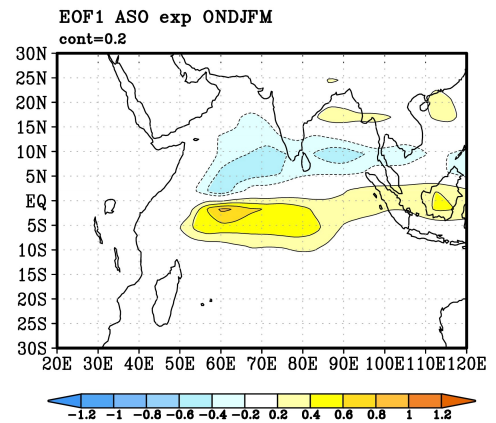 EOF1 ASO exp ONDJFM
cont=0.2
30N
25N
20N
15N
10N
5N
EQ
5S
10S
15S
20S
25S
30S
20E 30E 40E 50E 60E 70E 80E 90E 100E 110E 120E
-1.2 -1 -0.8 -0.6 -0.4 -0.2 0.2 0.4 0.6 0.8 1 1.2